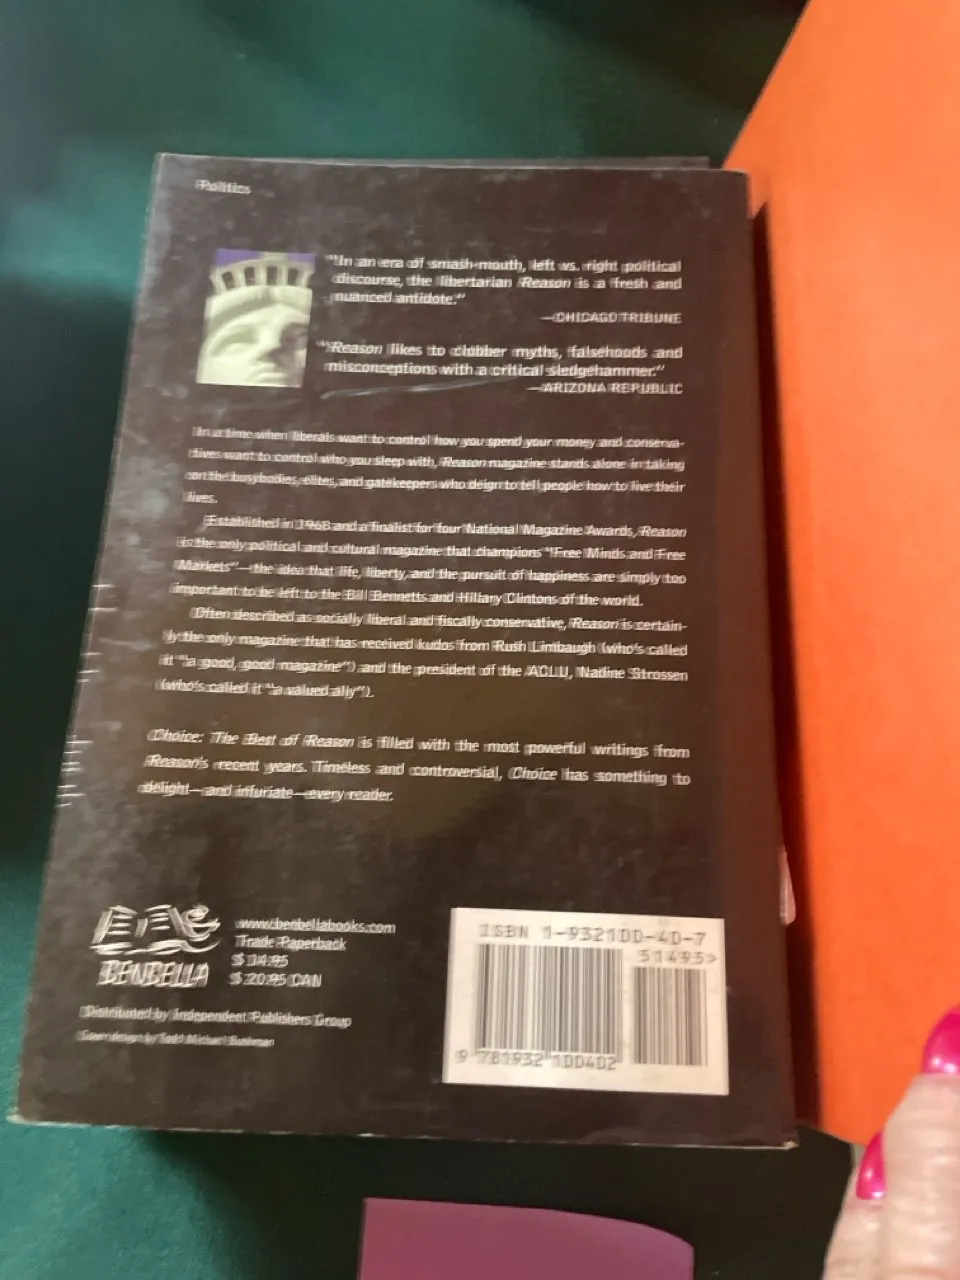 Politics
"In an era of smash-mouth, left vs. right political
discourse, the libertarian Reason is a fresh and
nuanced antidote."
—CHICAGO TRIBUNE
"Reason likes to clobber myths, falsehoods and
misconceptions with a critical sledgehammer."
—ARIZONA REPUBLIC
In a time when liberals want to control how you spend your money and conserva-
tives want to control who you sleep with, Reason magazine stands alone in taking
on the busybodies, elites, and gatekeepers who deign to tell people how to live their
lives.
Established in 1968 and a finalist for four National Magazine Awards, Reason
is the only political and cultural magazine that champions "Free Minds and Free
Markets"—the idea that life, liberty, and the pursuit of happiness are simply too
important to be left to the Bill Bennetts and Hillary Clintons of the world.
Often described as socially liberal and fiscally conservative, Reason is certain-
ly the only magazine that has received kudos from Rush Limbaugh (who's called
it "a good, good magazine") and the president of the ACLU, Nadine Strossen
(who's called it "a valued ally").
Choice: The Best of Reason is filled with the most powerful writings from
Reason's recent years. Timeless and controversial, Choice has something to
delight—and infuriate—every reader.
BENBELLA
www.benbellabooks.com
Trade Paperback
$ 14.95
$ 20.95 CAN
Distributed by Independent Publishers Group
Cover design by Todd Michael Bushman
ISBN 1-932100-40-7
51495>
9 781932 100402